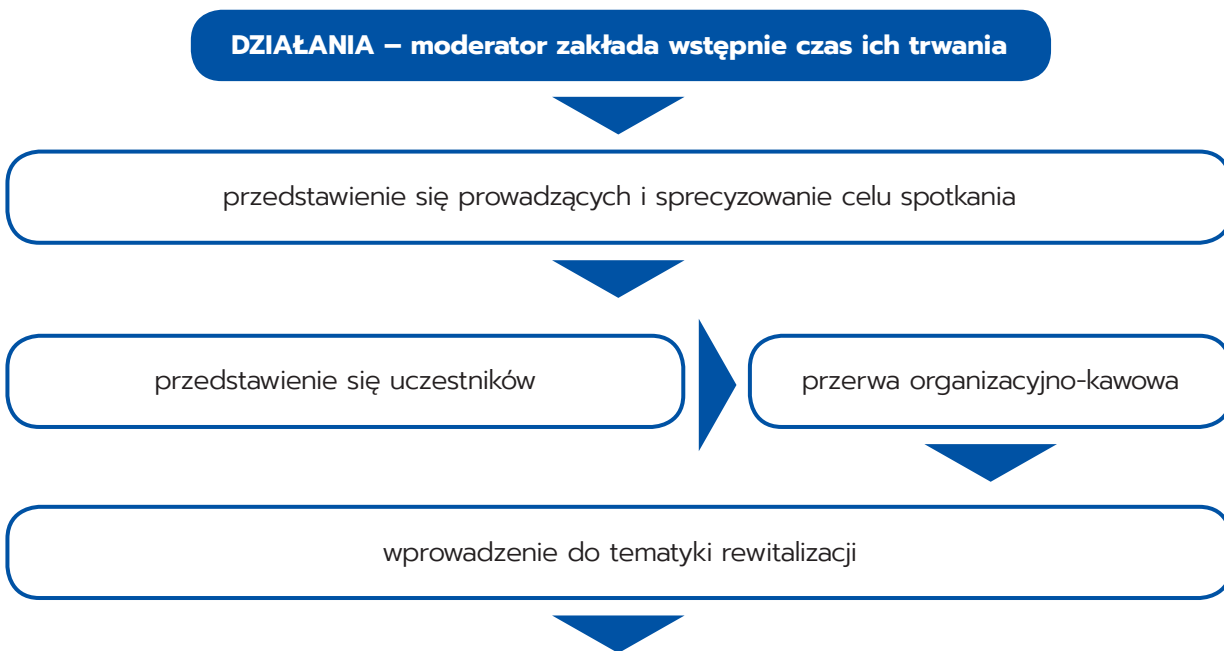 DZIAŁANIA – moderator zakłada wstępnie czas ich trwania
przedstawienie się prowadzących i sprecyzowanie celu spotkania
przedstawienie się uczestników
przerwa organizacyjno-kawowa
wprowadzenie do tematyki rewitalizacji